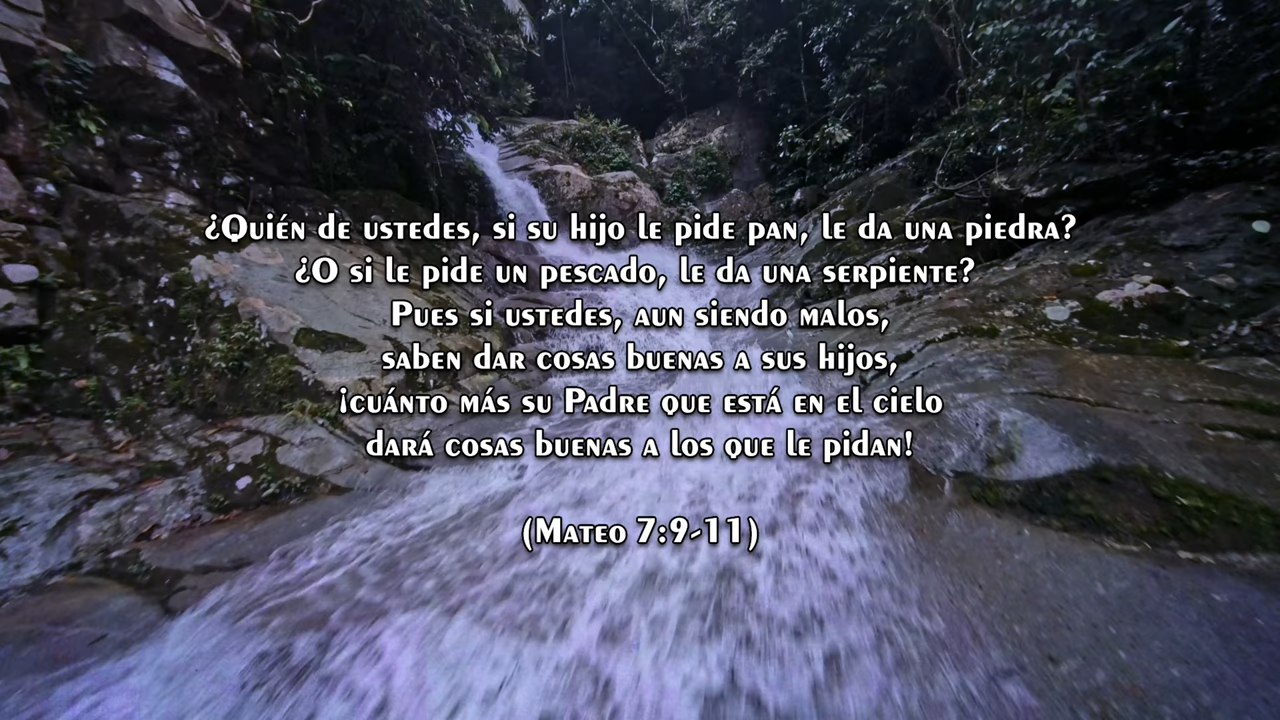 ¿Quién de ustedes, si su hijo le pide pan, le da una piedra?
¿O si le pide un pescado, le da una serpiente?
Pues si ustedes, aun siendo malos,
saben dar cosas buenas a sus hijos,
¡cuánto más su Padre que está en el cielo
dará cosas buenas a los que le pidan!
(Mateo 7:9-11)